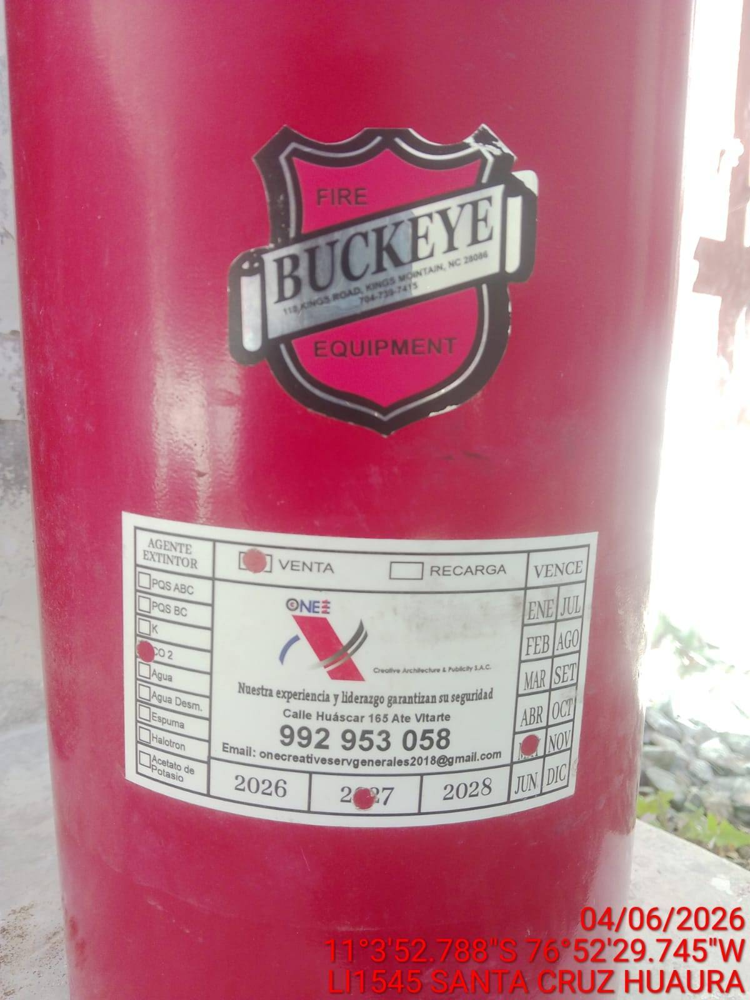 FIRE
BUCKEYE
118 KINGS ROAD, KINGS MOINTAIN, NC 28086
704-739-7415
EQUIPMENT
AGENTE
EXTINTOR
PQS ABC
PQS BC
K
CO 2
Agua
Agua Desm.
Espuma
Halotron
Acetato de
Potasio
VENTA
RECARGA
ONE
Creative Architecture & Publicity S.A.C.
Nuestra experiencia y liderazgo garantizan su seguridad
Calle Huáscar 165 Ate VItarte
992 953 058
Email: onecreativeservgenerales2018@gmail.com
2026
2027
2028
VENCE
ENE JUL
FEB AGO
MAR SET
ABR OCT
MAY NOV
JUN DIC
04/06/2026
11°3'52.788"S 76°52'29.745"W
LI1545 SANTA CRUZ HUAURA